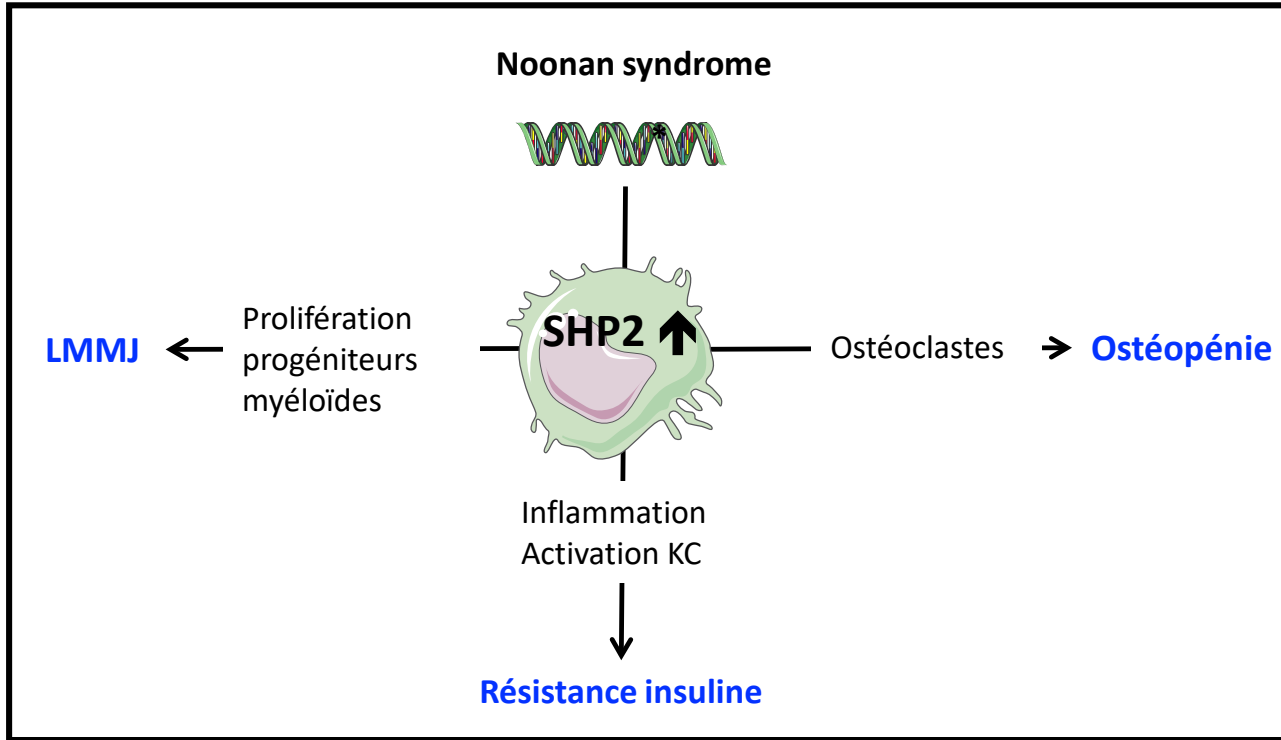 Noonan syndrome
*
SHP2
LMMJ
Prolifération
progéniteurs
myéloïdes
Ostéoclastes
Ostéopénie
Inflammation
Activation KC
Résistance insuline